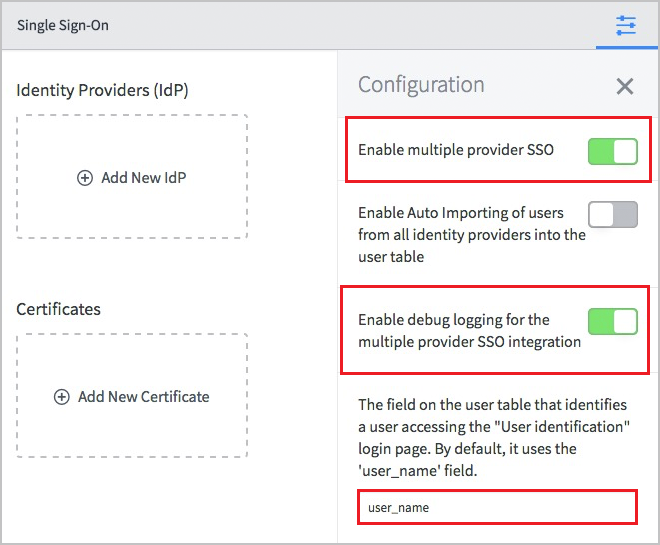 Single Sign-On
Identity Providers (IdP)
Add New IdP
Certificates
Add New Certificate
Configuration
Enable multiple provider SSO
Enable Auto Importing of users
from all identity providers into the
user table
Enable debug logging for the
multiple provider SSO integration
The field on the user table that identifies
a user accessing the "User identification"
login page. By default, it uses the
'user_name' field.
user_name